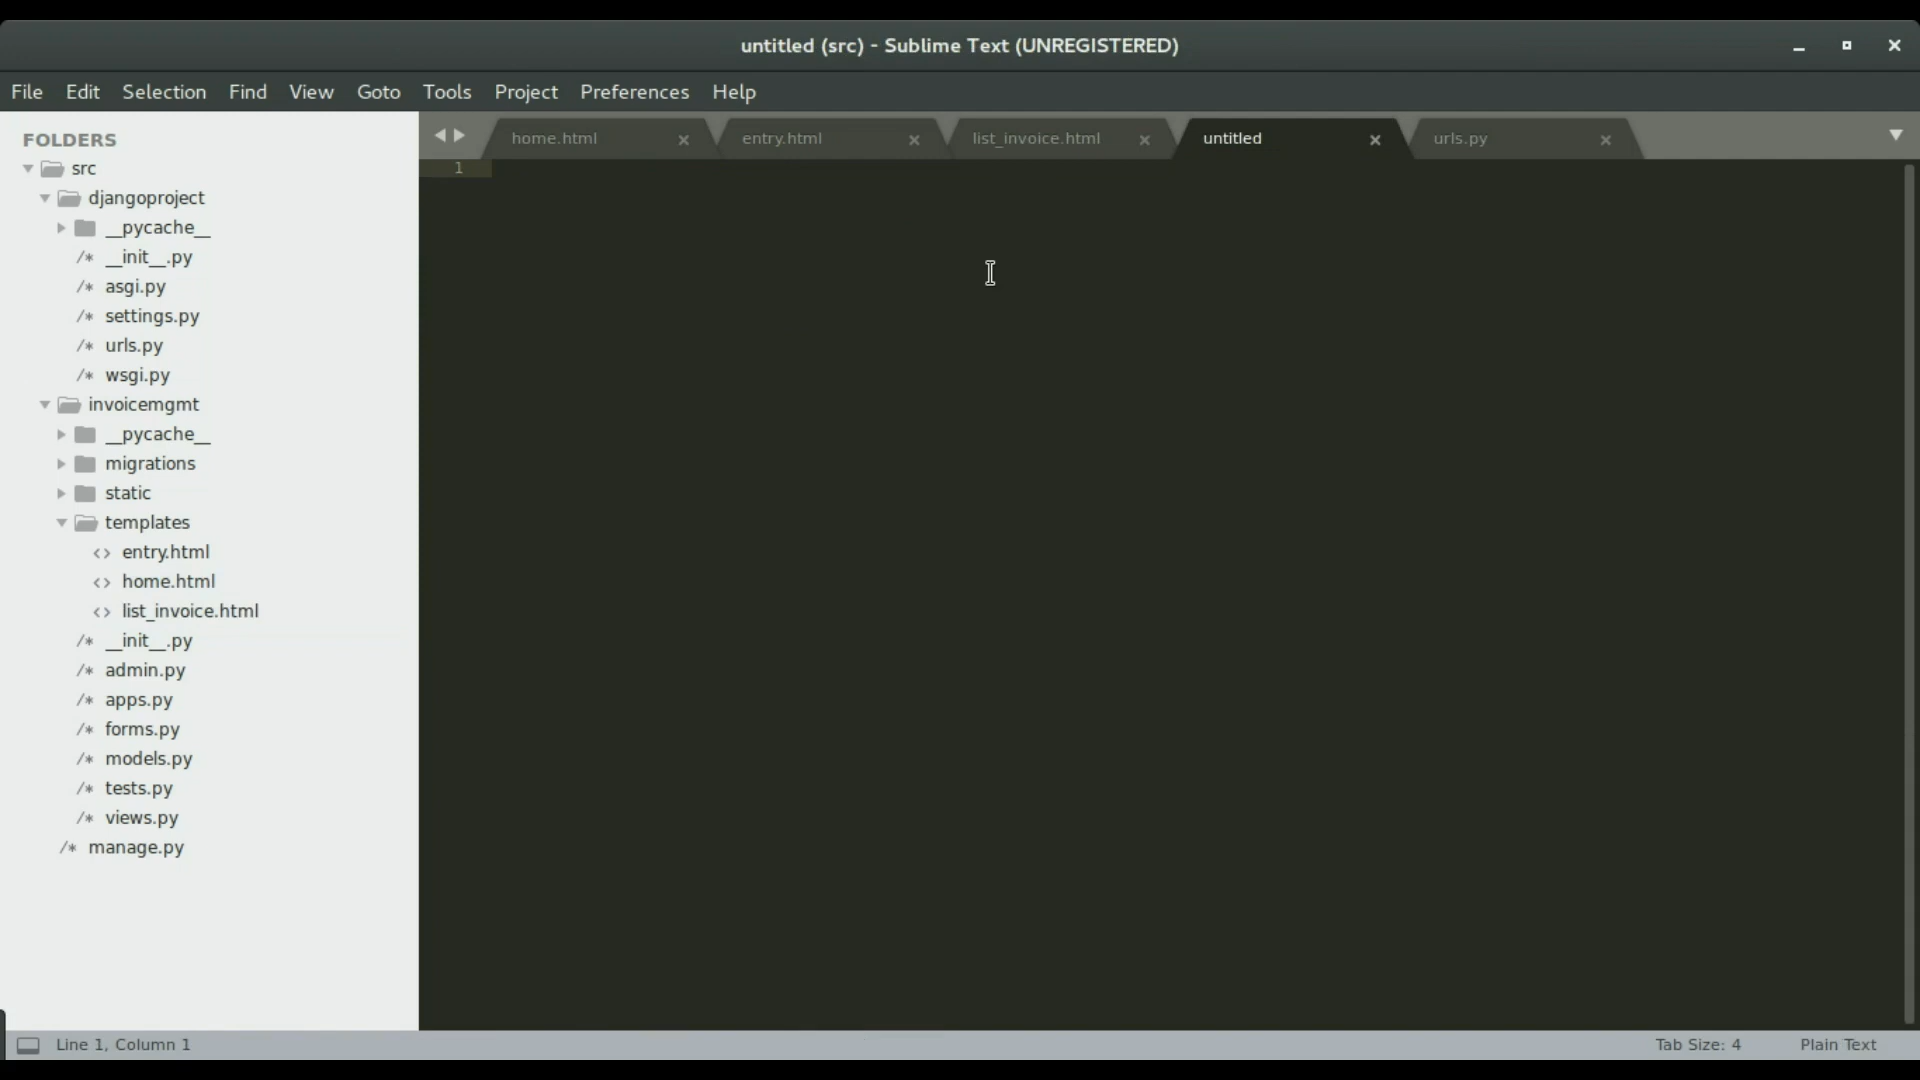 untitled (src) - Sublime Text (UNREGISTERED)
File Edit Selection Find View Goto Tools Project Preferences Help
home.html entry.html list_invoice.html untitled urls.py
1
FOLDERS
src
djangoproject
__pycache__
/* __init__.py
/* asgi.py
/* settings.py
/* urls.py
/* wsgi.py
invoicemgmt
__pycache__
migrations
static
templates
<> entry.html
<> home.html
<> list_invoice.html
/* __init__.py
/* admin.py
/* apps.py
/* forms.py
/* models.py
/* tests.py
/* views.py
/* manage.py
Line 1, Column 1 Tab Size: 4 Plain Text